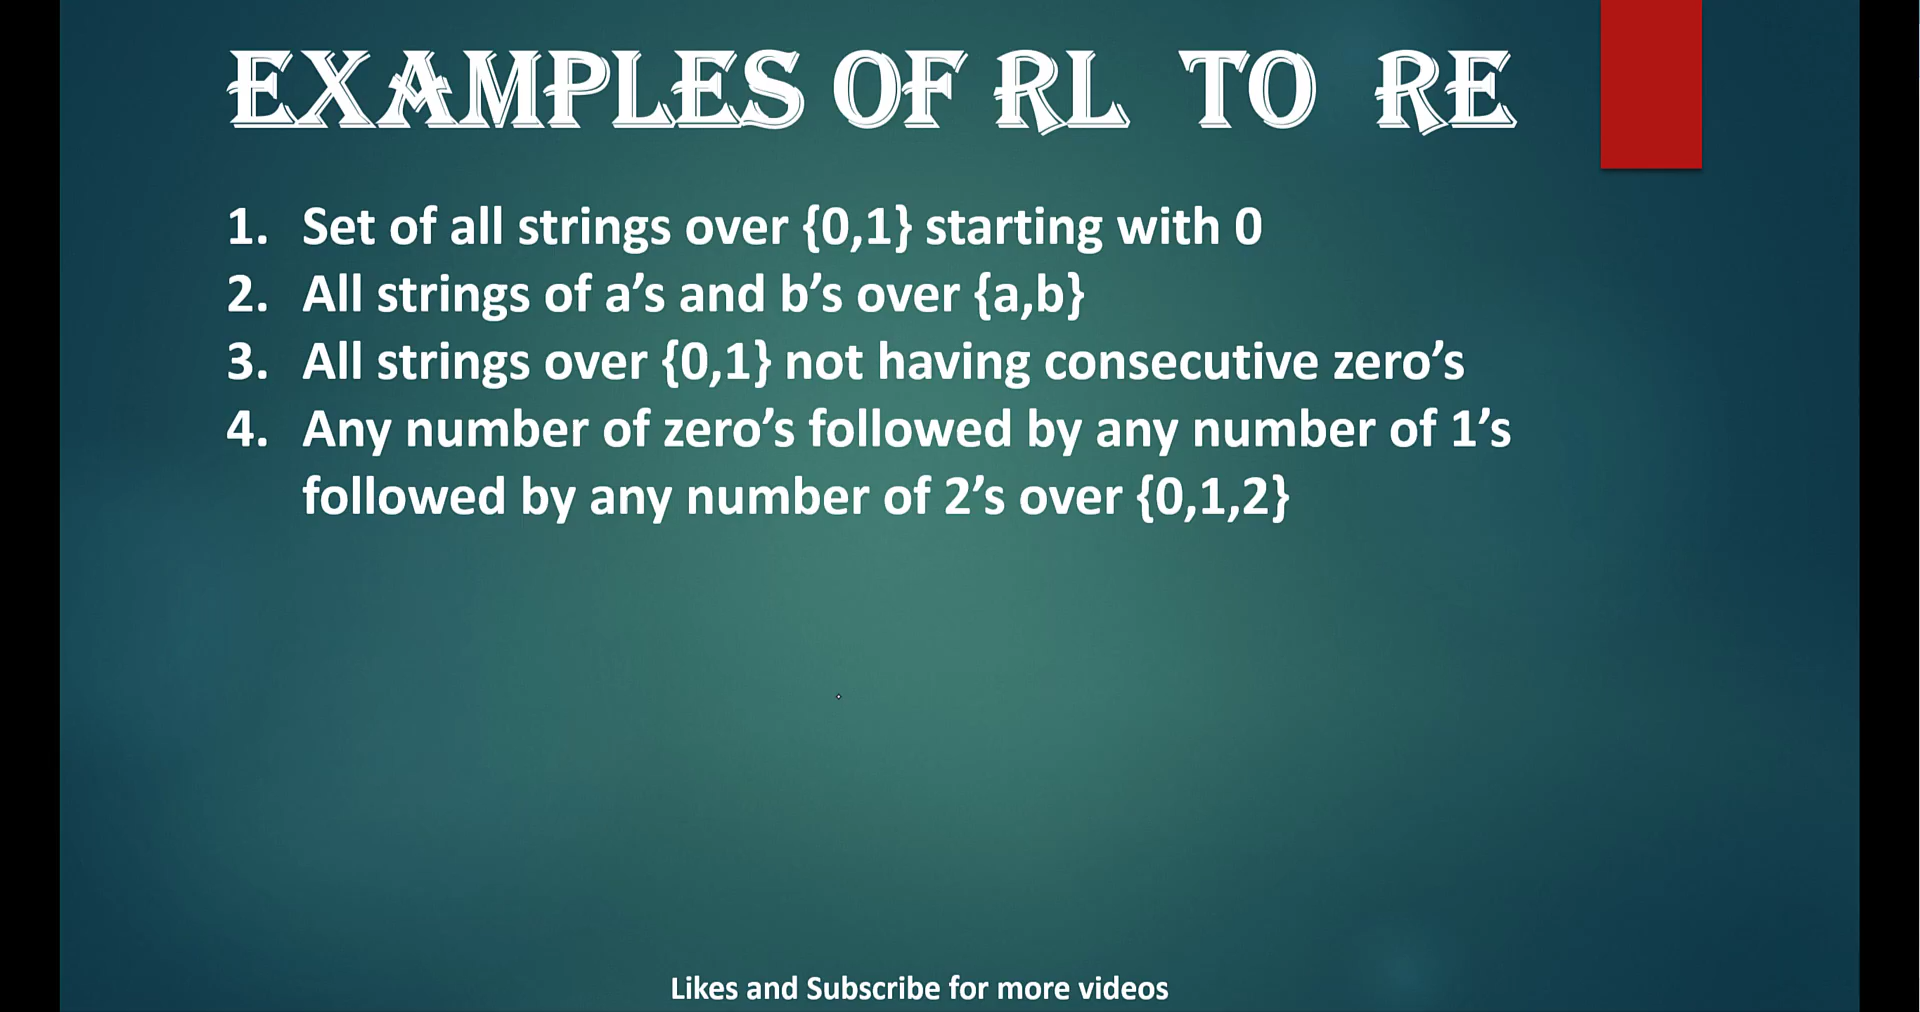 EXAMPLES OF RL TO RE
1. Set of all strings over {0,1} starting with 0
2. All strings of a’s and b’s over {a,b}
3. All strings over {0,1} not having consecutive zero’s
4. Any number of zero’s followed by any number of 1’s
followed by any number of 2’s over {0,1,2}
Likes and Subscribe for more videos